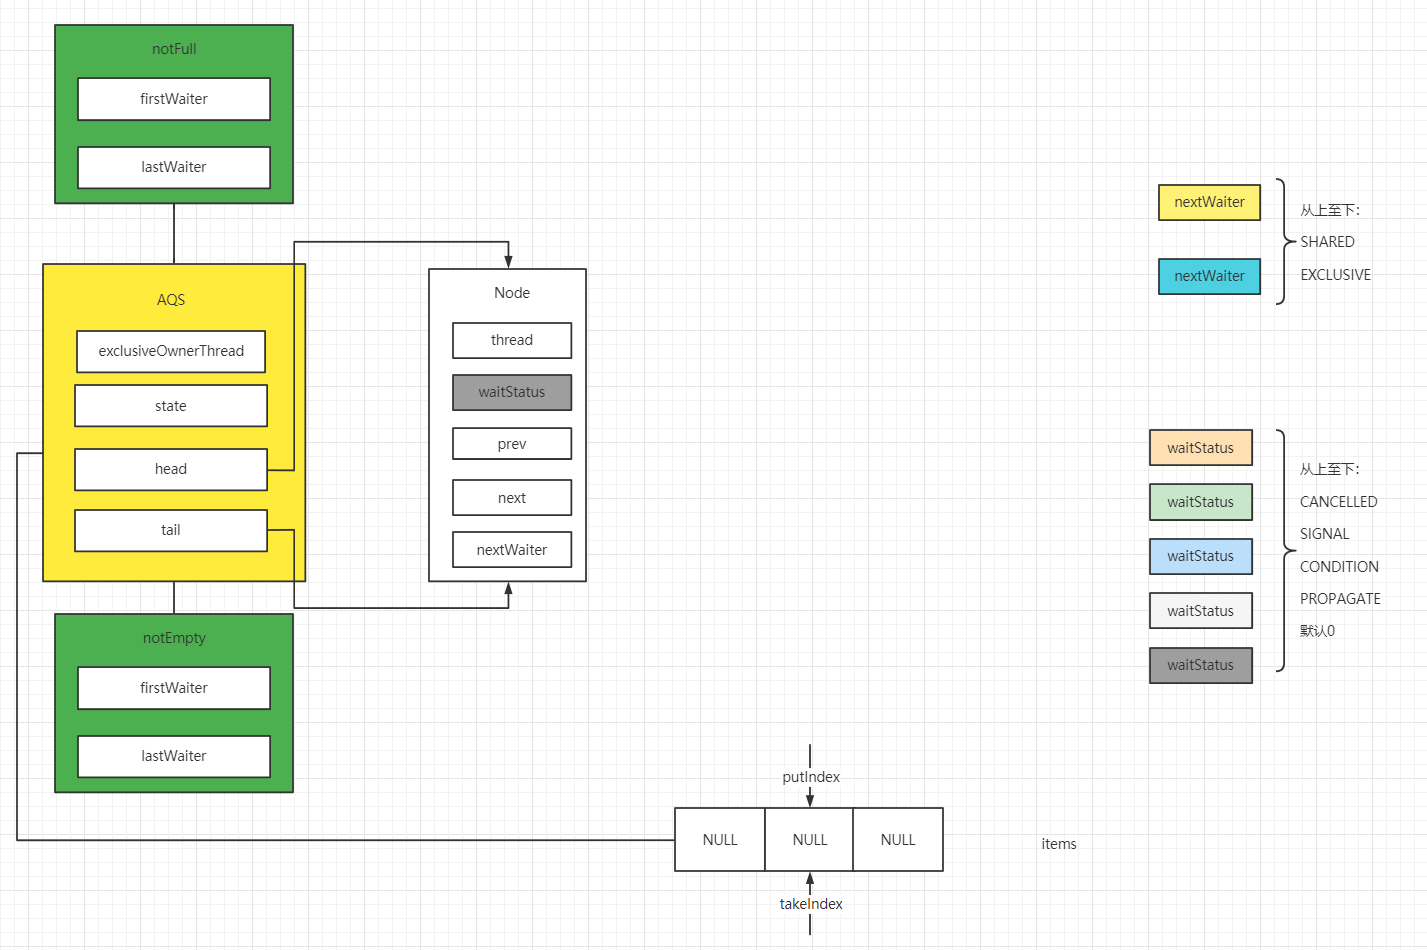 notFull
firstWaiter
lastWaiter
AQS
exclusiveOwnerThread
state
head
tail
notEmpty
firstWaiter
lastWaiter
Node
thread
waitStatus
prev
next
nextWaiter
nextWaiter
nextWaiter
从上至下:
SHARED
EXCLUSIVE
waitStatus
waitStatus
waitStatus
waitStatus
waitStatus
从上至下:
CANCELLED
SIGNAL
CONDITION
PROPAGATE
默认0
putIndex
NULL NULL NULL
items
takeIndex